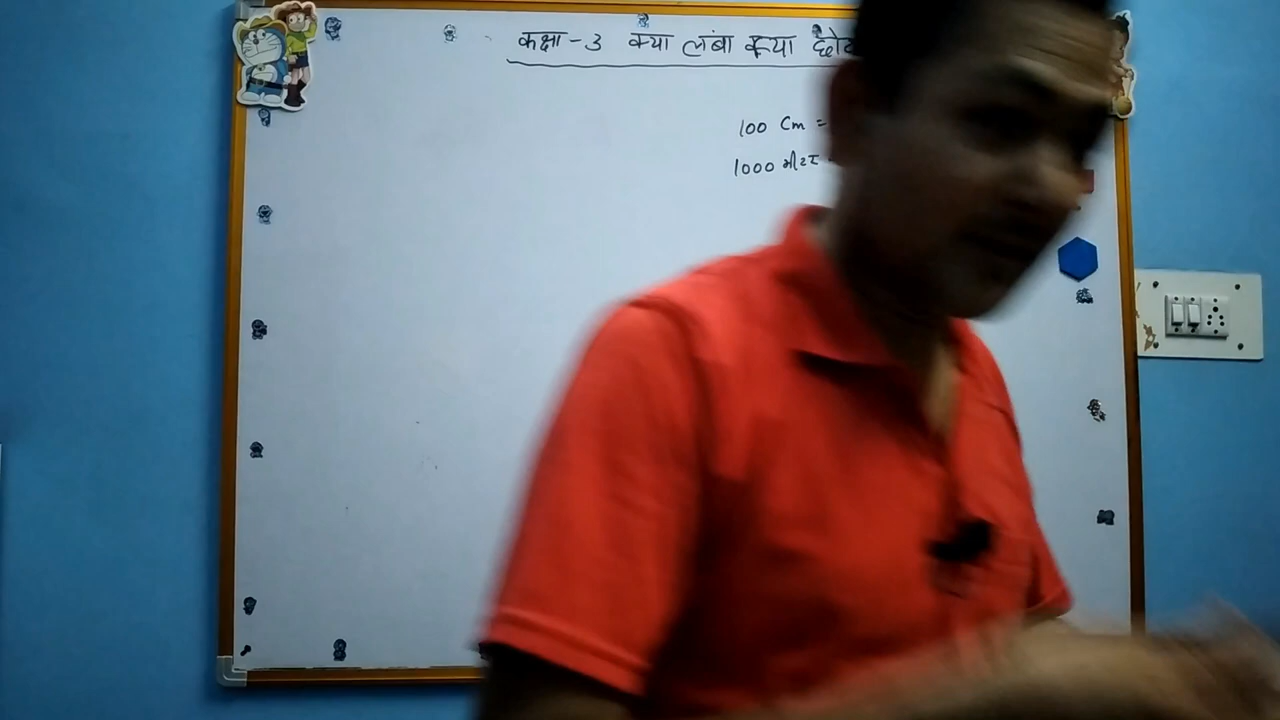 कक्षा - 3 क्या लंबा क्या
100 Cm =
1000 मीटर